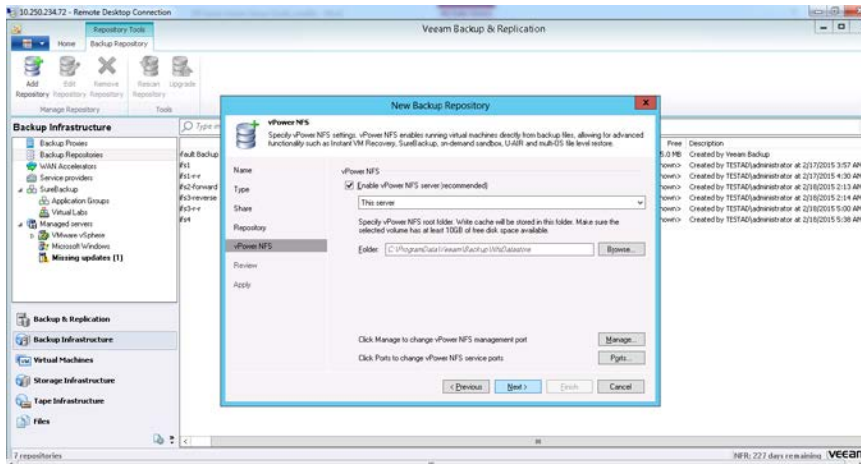 10.250.234.72 - Remote Desktop Connection
Repository Tools
Veeam Backup & Replication
Home
Backup Repository
Add
Repository
Edit
Repository
Remove
Repository
Rescan
Repository
Upgrade
Manage Repository
Tools
Backup Infrastructure
Backup Proxies
Backup Repositories
WAN Accelerators
Service providers
SureBackup
Application Groups
Virtual Labs
Managed servers
VMware vSphere
Microsoft Windows
Missing updates (1)
Backup & Replication
Backup Infrastructure
Virtual Machines
Storage Infrastructure
Tape Infrastructure
Files
7 repositories
Type
Free
Description
5.0 MB
Created by Veeam Backup
Created by TESTAD\administrator at 2/17/2015 3:57 AM
Created by TESTAD\administrator at 2/17/2015 4:30 AM
Created by TESTAD\administrator at 2/18/2015 2:13 AM
Created by TESTAD\administrator at 2/18/2015 2:14 AM
Created by TESTAD\administrator at 2/18/2015 5:00 AM
Created by TESTAD\administrator at 2/18/2015 5:38 AM
New Backup Repository
vPower NFS
Specify vPower NFS settings. vPower NFS enables running virtual machines directly from backup files, allowing for advanced
functionality such as Instant VM Recovery, SureBackup, on-demand sandbox, U-AIR and multi-OS file level restore.
Name
Type
Share
Repository
vPower NFS
Review
Apply
vPower NFS
Enable vPower NFS server (recommended)
This server
Specify vPower NFS root folder. Write cache will be stored in this folder. Make sure the
selected volume has at least 10GB of free disk space available.
Folder:
C:\ProgramData\Veeam\Backup\NfsDatastore
Browse...
Click Manage to change vPower NFS management port
Manage...
Click Ports to change vPower NFS service ports
Ports...
< Previous
Next >
Finish
Cancel
NFR: 227 days remaining
veeam